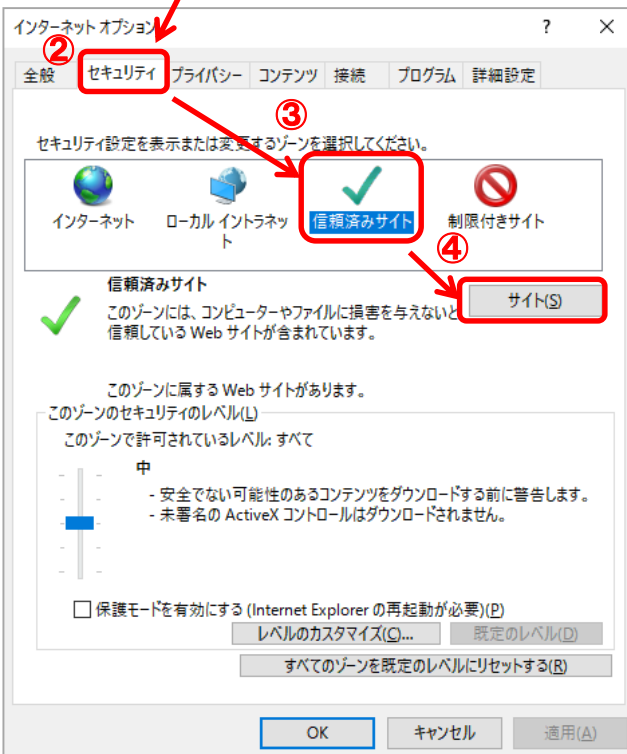 インターネット オプション ? ×
②
全般 セキュリティ プライバシー コンテンツ 接続 プログラム 詳細設定
③
セキュリティ設定を表示または変更するゾーンを選択してください。
インターネット ローカル イントラネッ 信頼済みサイト 制限付きサイト
ト
④
信頼済みサイト
サイト(S)
このゾーンには、コンピューターやファイルに損害を与えないと
信頼している Web サイトが含まれています。
このゾーンに属する Web サイトがあります。
このゾーンのセキュリティのレベル(L)
このゾーンで許可されているレベル: すべて
中
- 安全でない可能性のあるコンテンツをダウンロードする前に警告します。
- 未署名の ActiveX コントロールはダウンロードされません。
保護モードを有効にする (Internet Explorer の再起動が必要)(P)
レベルのカスタマイズ(C)... 既定のレベル(D)
すべてのゾーンを既定のレベルにリセットする(R)
OK キャンセル 適用(A)